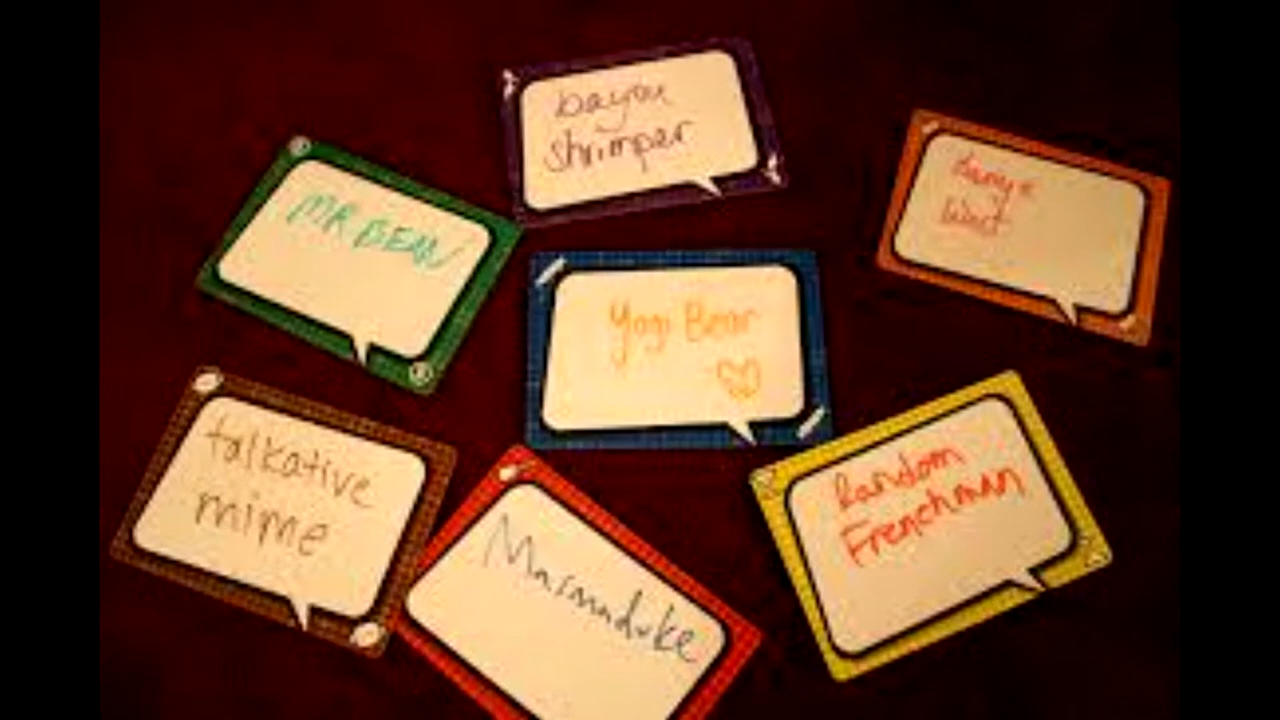 bayou
shrimper
MR BEAN
Yogi Bear
talkative
mime
Marmaduke
Random
Frenchman